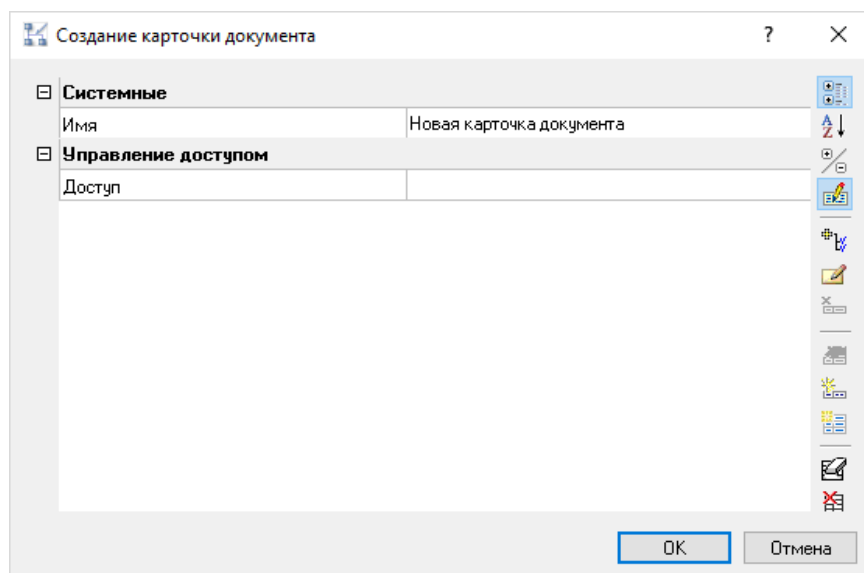 Создание карточки документа
Системные
Имя Новая карточка документа
Управление доступом
Доступ
OK Отмена